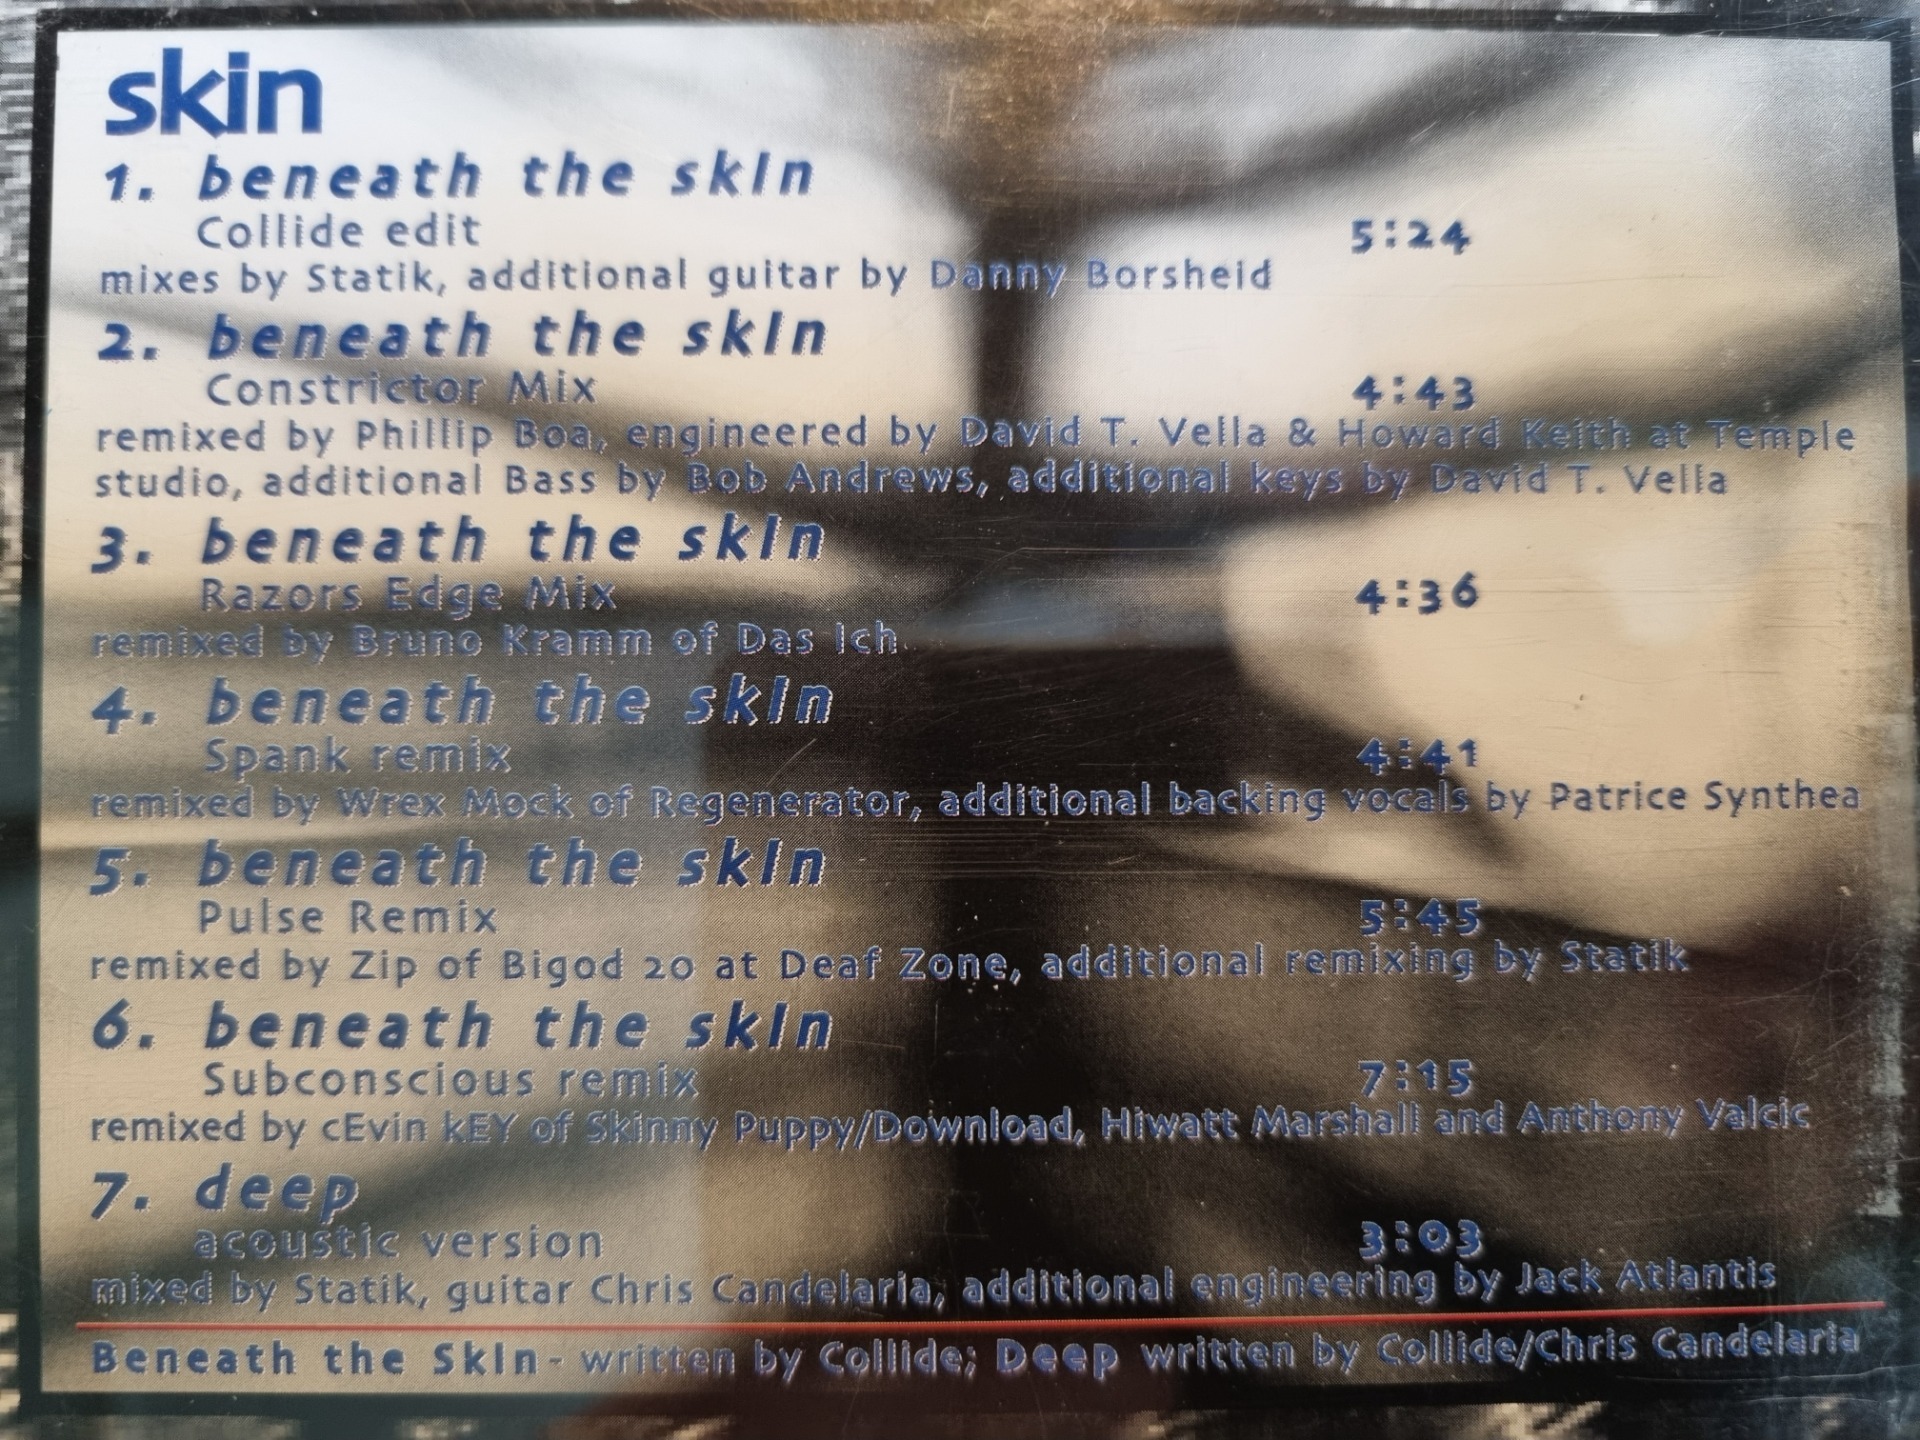 skin
1. beneath the skIn
Collide edit 5:24
mixes by Statik, additional guitar by Danny Borsheid
2. beneath the skIn
Constrictor Mix 4:43
remixed by Phillip Boa, engineered by David T. Vella & Howard Keith at Temple
studio, additional Bass by Bob Andrews, additional keys by David T. Vella
3. beneath the skIn
Razors Edge Mix 4:36
remixed by Bruno Kramm of Das Ich
4. beneath the skIn
Spank remix 4:41
remixed by Wrex Mock of Regenerator, additional backing vocals by Patrice Synthea
5. beneath the skIn
Pulse Remix 5:45
remixed by Zip of Bigod 20 at Deaf Zone, additional remixing by Statik
6. beneath the skIn
Subconscious remix 7:15
remixed by cEvin kEY of Skinny Puppy/Download, Hiwatt Marshall and Anthony Valcic
7. deep
acoustic version 3:03
mixed by Statik, guitar Chris Candelaria, additional engineering by Jack Atlantis
Beneath the SkIn- written by Collide; Deep written by Collide/Chris Candelaria